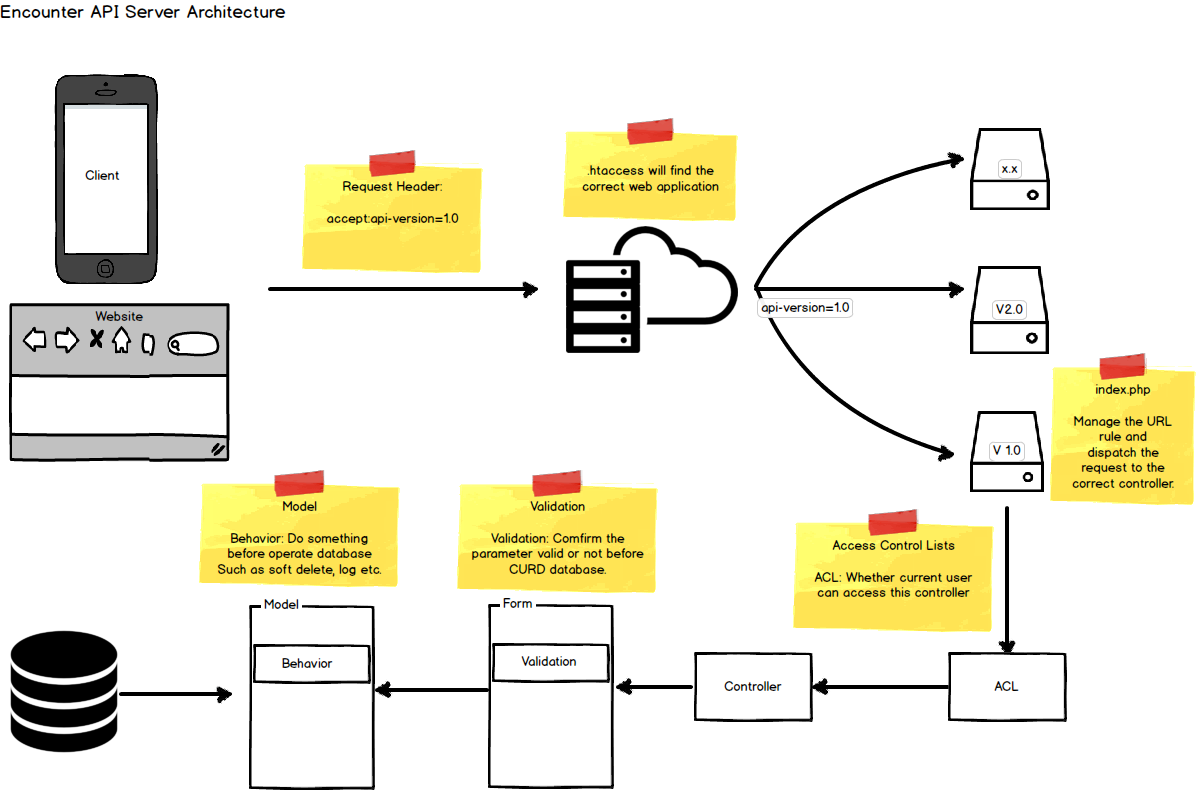 Encounter API Server Architecture
Client
Request Header:
accept:api-version=1.0
.htaccess will find the
correct web application
x.x
V2.0
api-version=1.0
Website
index.php
Manage the URL
rule and
dispatch the
request to the
correct controller.
V 1.0
Model
Behavior: Do something
before operate database
Such as soft delete, log etc.
Validation
Validation: Comfirm the
parameter valid or not before
CURD database.
Access Control Lists
ACL: Whether current user
can access this controller
Model
Behavior
Form
Validation
Controller
ACL